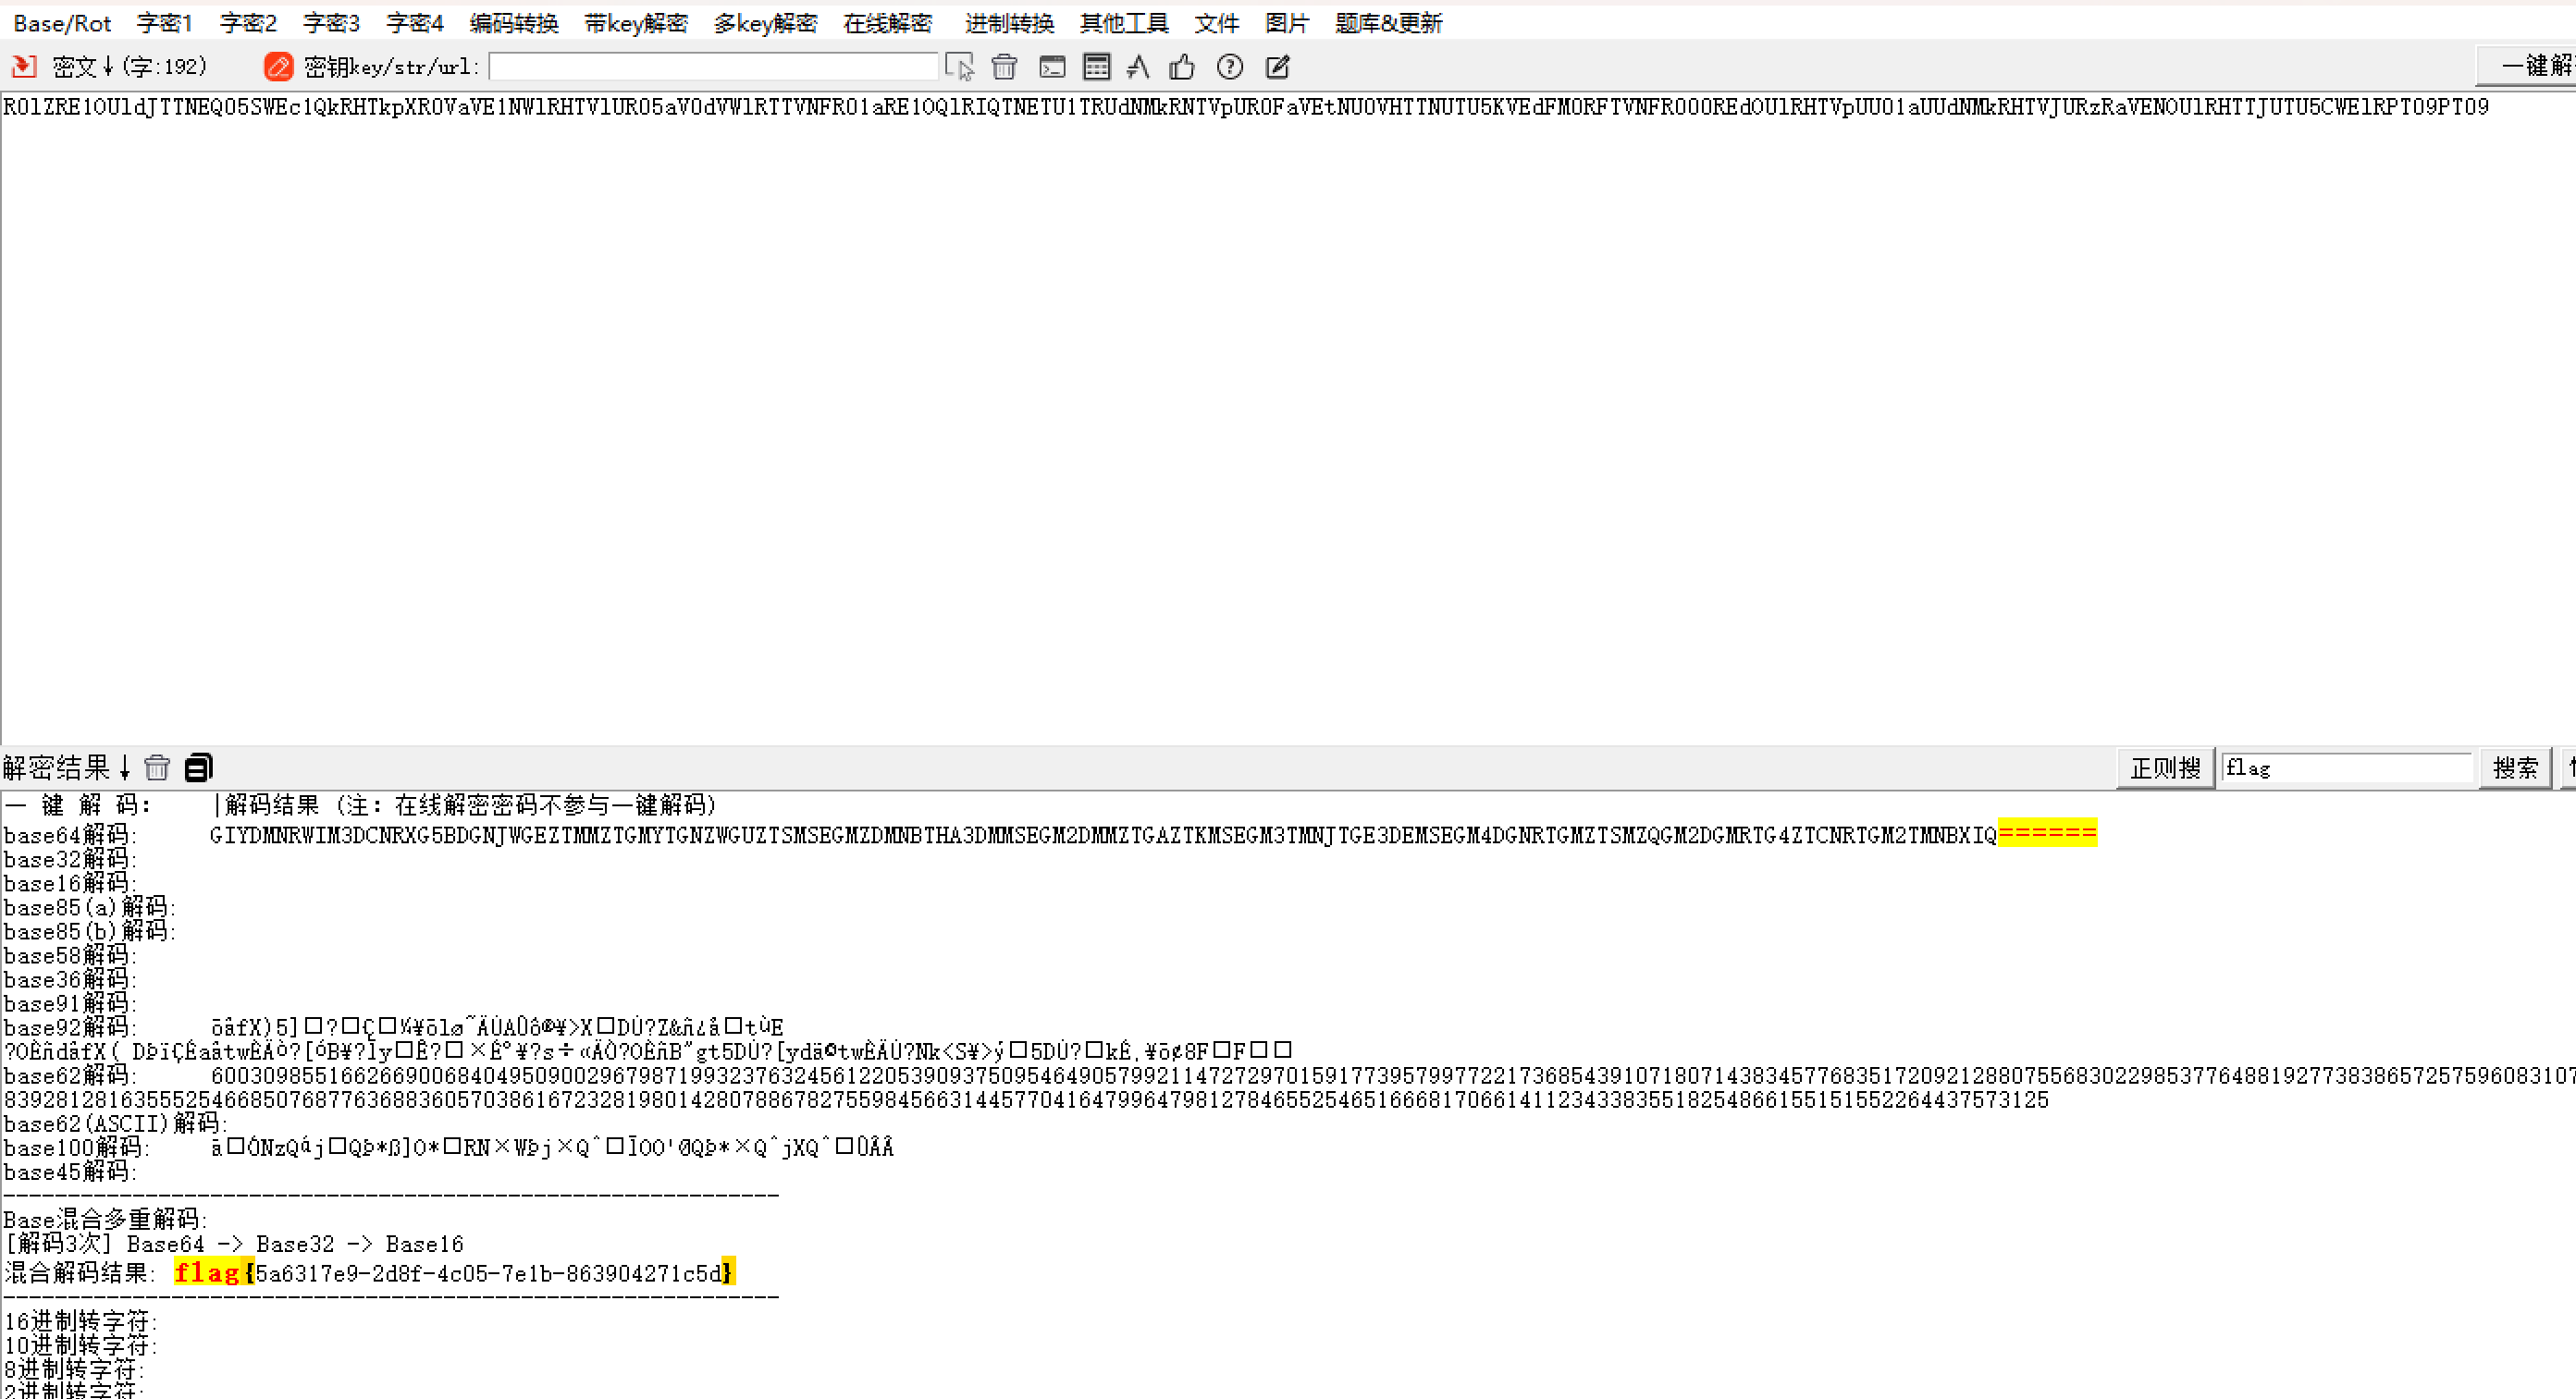 Base/Rot 字密1 字密2 字密3 字密4 编码转换 带key解密 多key解密 在线解密 进制转换 其他工具 文件 图片 题库&更新
密文↓(字:192) 密钥key/str/url: 一键解
R0lZRE1OUldJTTNEQ05SWEc1QkRHTkpXR0VaVE1NWlRHTVlUR05aV0dVWlRTTVNFR01aRE1OQlRIQTNETU1TRUdNMkRNTVpUR0FaVEtNU0VHTTNUTU5KVEdFM0RFTVNFR000REdOUlRHTVpUU01aUUdNMkRHTVJURzRaVENOUlRHTTJUTU5CWElRPT09PT09
解密结果↓ 正则搜 flag 搜索
一 键 解 码: |解码结果 (注: 在线解密密码不参与一键解码)
base64解码: GIYDMNRWIM3DCNRXG5BDGNJWGEZTMMZTGMYTGNZWGUZTSMSEGMZDMNBTHA3DMMSEGM2DMMZTGAZTKMSEGM3TMNJTGE3DEMSEGM4DGNRTGMZTSMZQGM2DGMRTG4ZTCNRTGM2TMNBXIQ======
base32解码:
base16解码:
base85(a)解码:
base85(b)解码:
base58解码:
base36解码:
base91解码:
base92解码:
base62解码:
base62(ASCII)解码:
base100解码:
base45解码:
-----------------------------------------------------------
Base混合多重解码:
[解码3次] Base64 -> Base32 -> Base16
混合解码结果: flag{5a6317e9-2d8f-4c05-7e1b-863904271c5d}
-----------------------------------------------------------
16进制转字符:
10进制转字符:
8进制转字符:
2进制转字符: